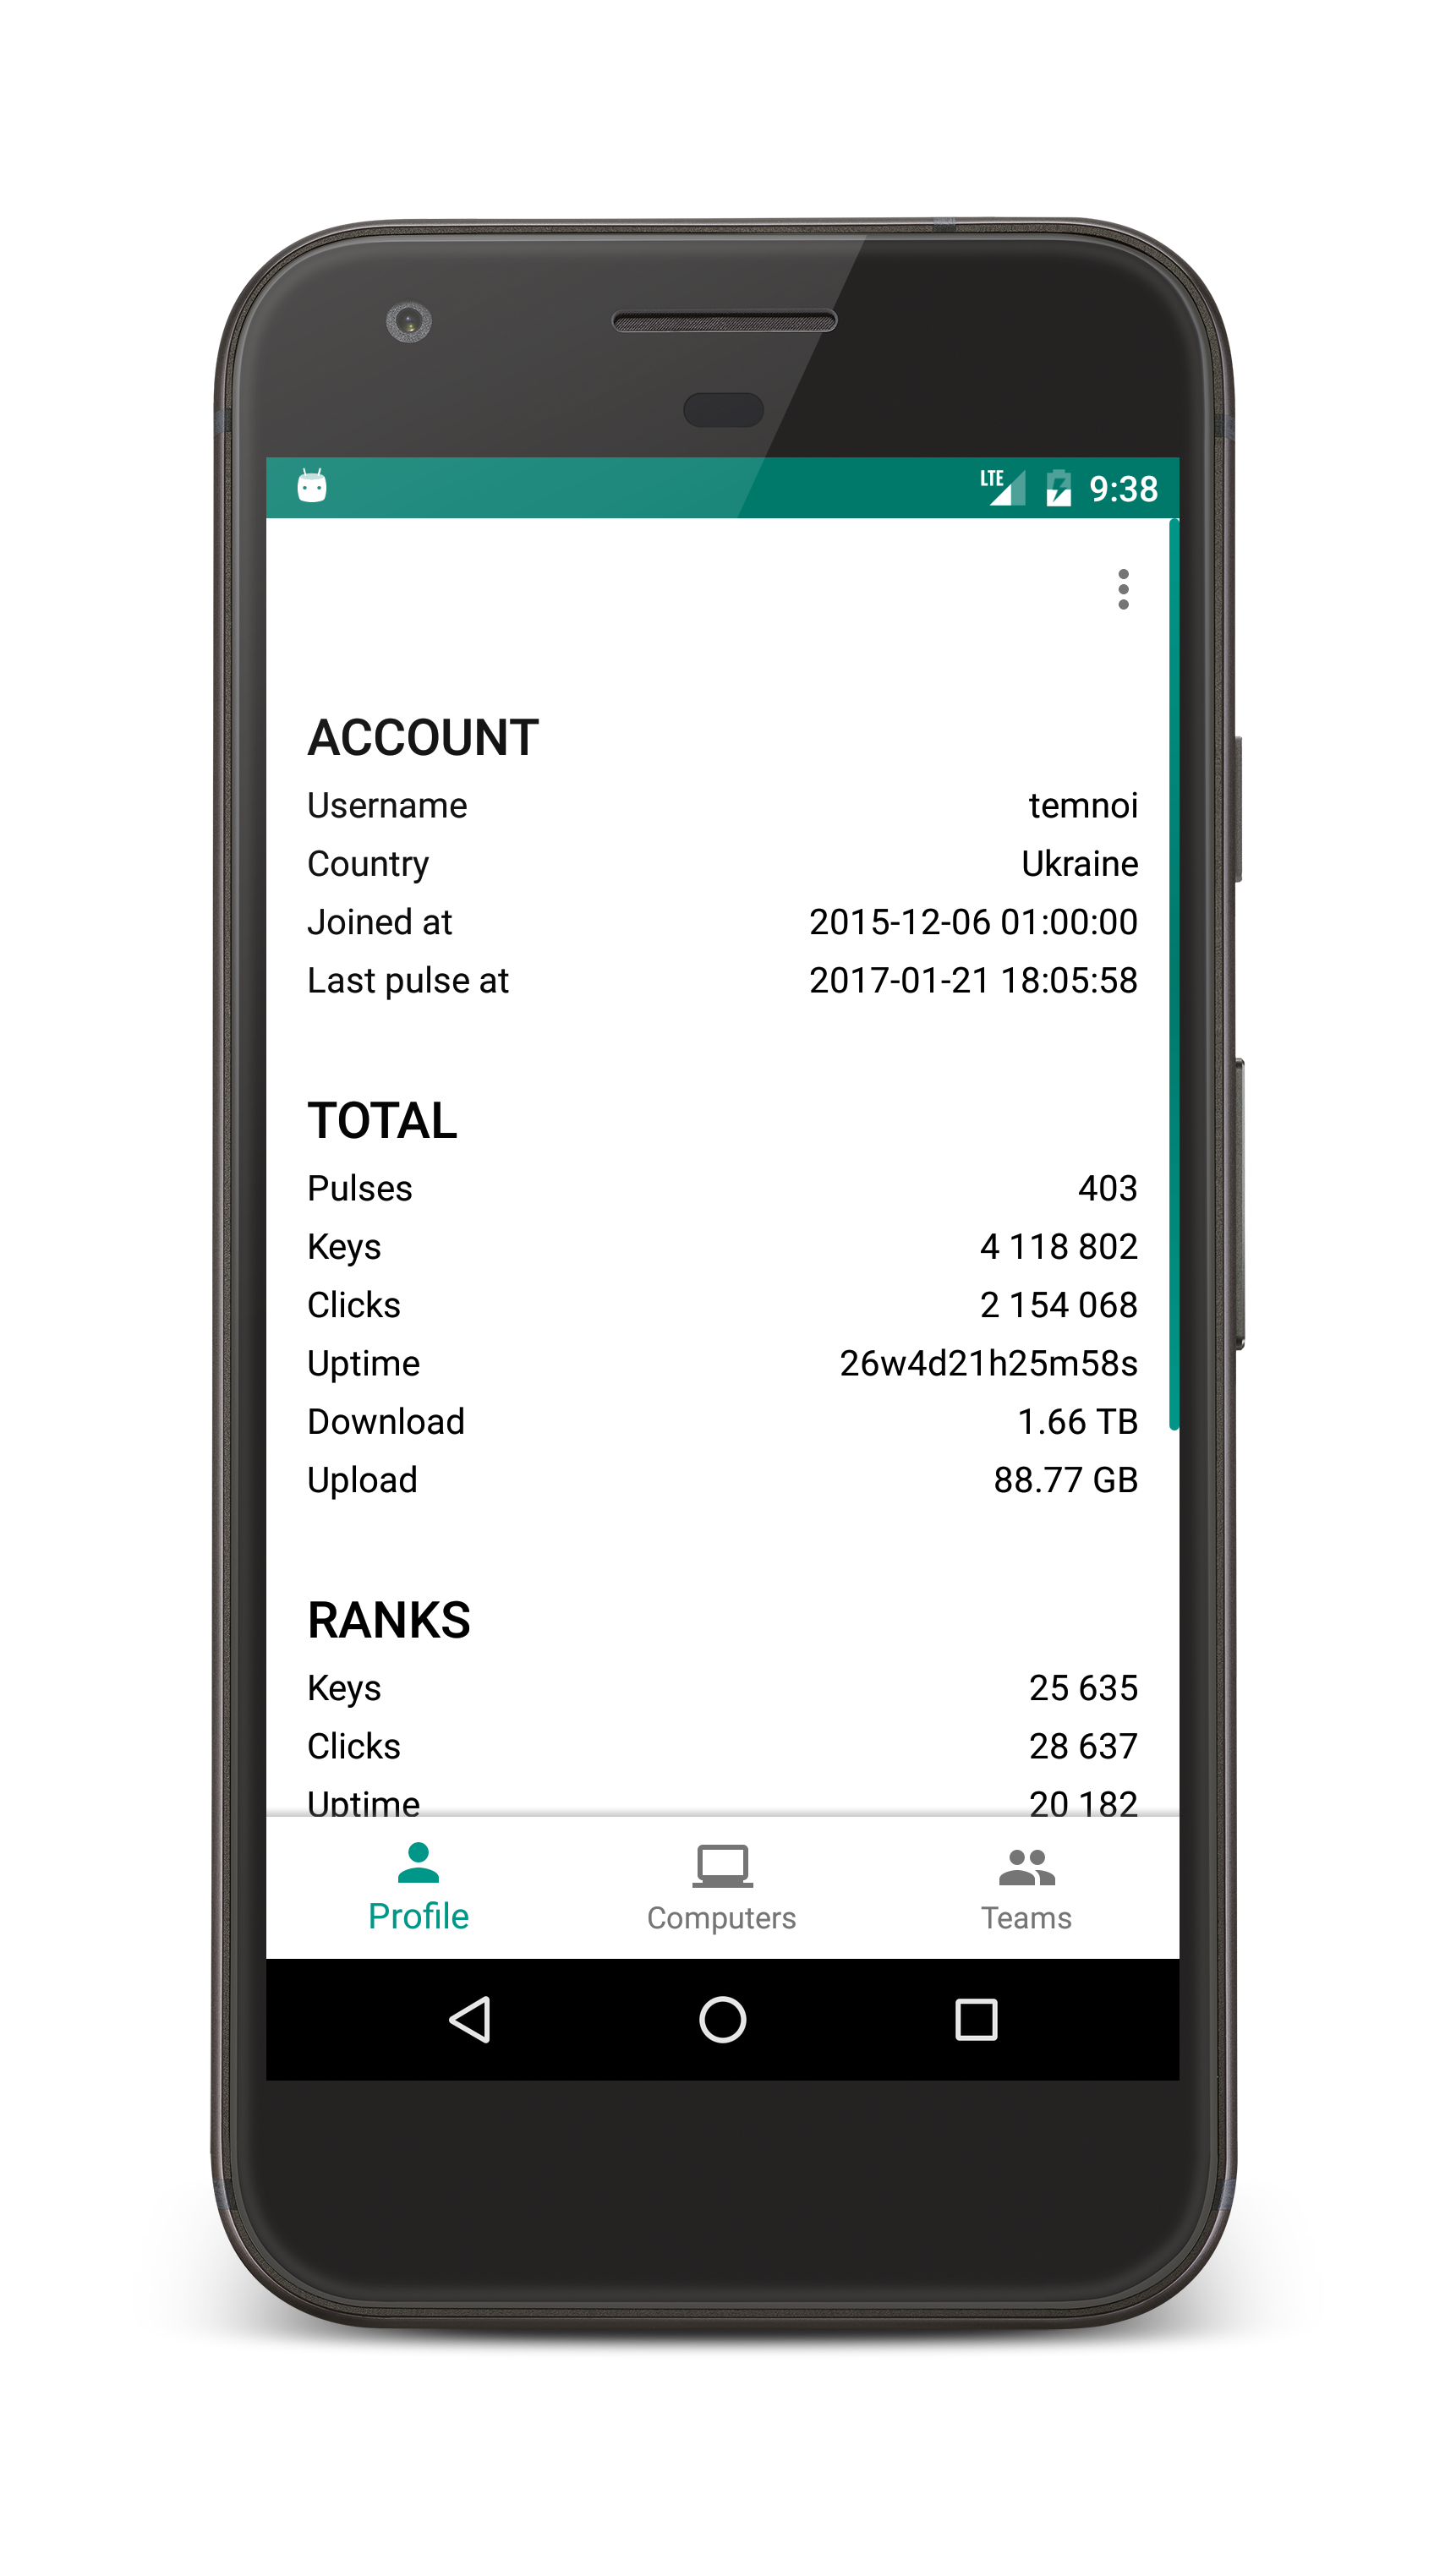 LTE 9:38
ACCOUNT
Username temnoi
Country Ukraine
Joined at 2015-12-06 01:00:00
Last pulse at 2017-01-21 18:05:58
TOTAL
Pulses 403
Keys 4 118 802
Clicks 2 154 068
Uptime 26w4d21h25m58s
Download 1.66 TB
Upload 88.77 GB
RANKS
Keys 25 635
Clicks 28 637
Uptime 20 182
Profile Computers Teams